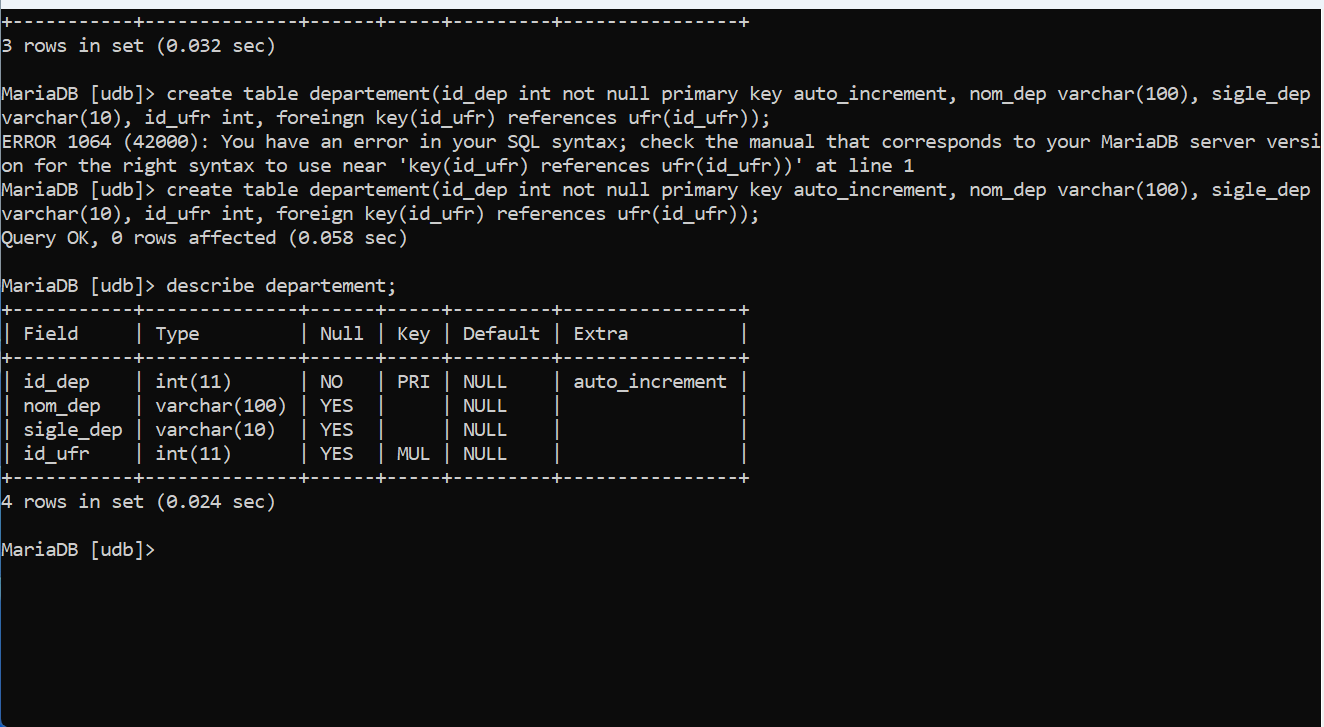 +-----------+--------------+------+-----+---------+----------------+
3 rows in set (0.032 sec)
MariaDB [udb]> create table departement(id_dep int not null primary key auto_increment, nom_dep varchar(100), sigle_dep
varchar(10), id_ufr int, foreingn key(id_ufr) references ufr(id_ufr));
ERROR 1064 (42000): You have an error in your SQL syntax; check the manual that corresponds to your MariaDB server versi
on for the right syntax to use near 'key(id_ufr) references ufr(id_ufr))' at line 1
MariaDB [udb]> create table departement(id_dep int not null primary key auto_increment, nom_dep varchar(100), sigle_dep
varchar(10), id_ufr int, foreign key(id_ufr) references ufr(id_ufr));
Query OK, 0 rows affected (0.058 sec)
MariaDB [udb]> describe departement;
+-----------+--------------+------+-----+---------+----------------+
| Field     | Type         | Null | Key | Default | Extra          |
+-----------+--------------+------+-----+---------+----------------+
| id_dep    | int(11)      | NO   | PRI | NULL    | auto_increment |
| nom_dep   | varchar(100) | YES  |     | NULL    |                |
| sigle_dep | varchar(10)  | YES  |     | NULL    |                |
| id_ufr    | int(11)      | YES  | MUL | NULL    |                |
+-----------+--------------+------+-----+---------+----------------+
4 rows in set (0.024 sec)
MariaDB [udb]>